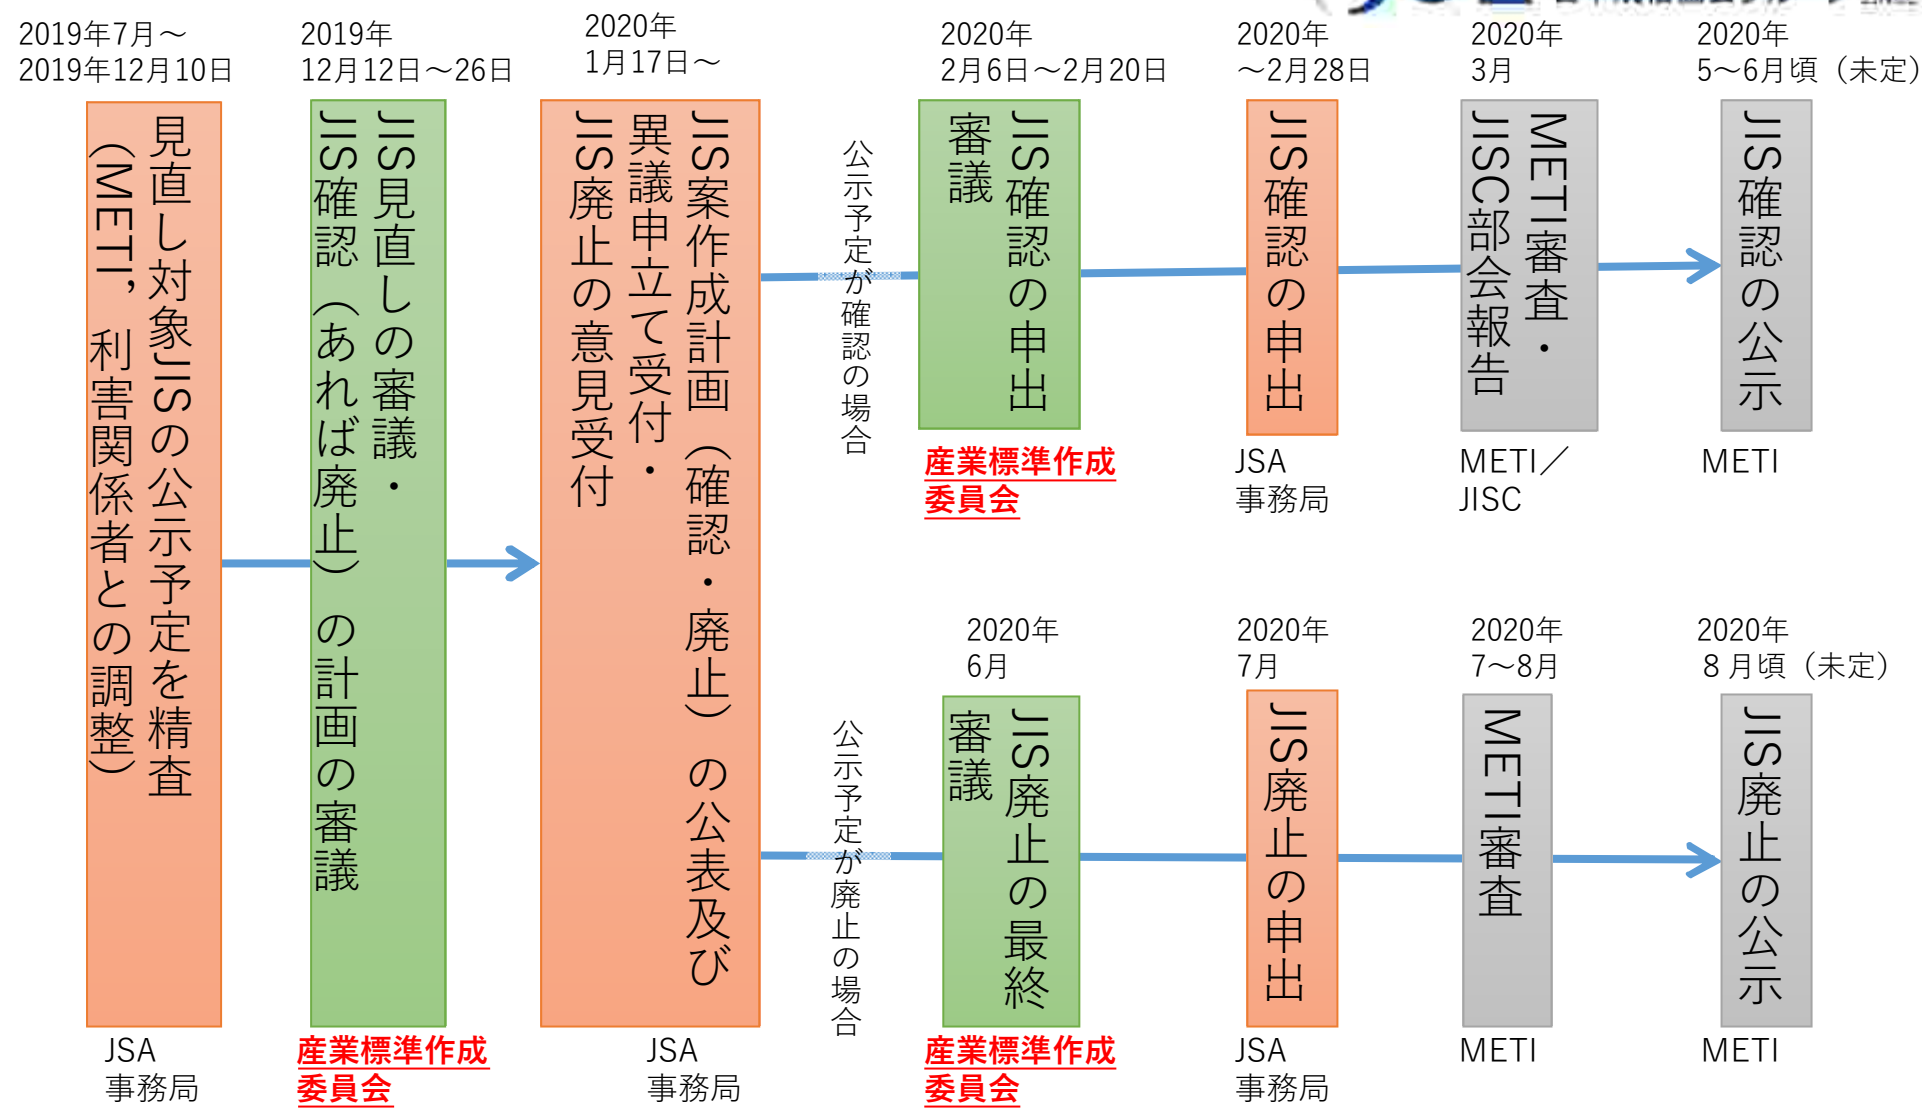 2019年7月～
2019年12月10日
見直し対象JISの公示予定を精査
（METI，利害関係者との調整）
JSA
事務局
2019年
12月12日～26日
JIS見直しの審議・
JIS確認（あれば廃止）の計画の審議
産業標準作成
委員会
2020年
1月17日～
JIS案作成計画（確認・廃止）の公表及び
異議申立て受付・
JIS廃止の意見受付
JSA
事務局
公示予定が確認の場合
2020年
2月6日～2月20日
JIS確認の申出
審議
産業標準作成
委員会
2020年
～2月28日
JIS確認の申出
JSA
事務局
2020年
3月
METI審査・
JISC部会報告
METI／
JISC
2020年
5～6月頃（未定）
JIS確認の公示
METI
公示予定が廃止の場合
2020年
6月
JIS廃止の最終
審議
産業標準作成
委員会
2020年
7月
JIS廃止の申出
JSA
事務局
2020年
7～8月
METI審査
METI
2020年
８月頃（未定）
JIS廃止の公示
METI